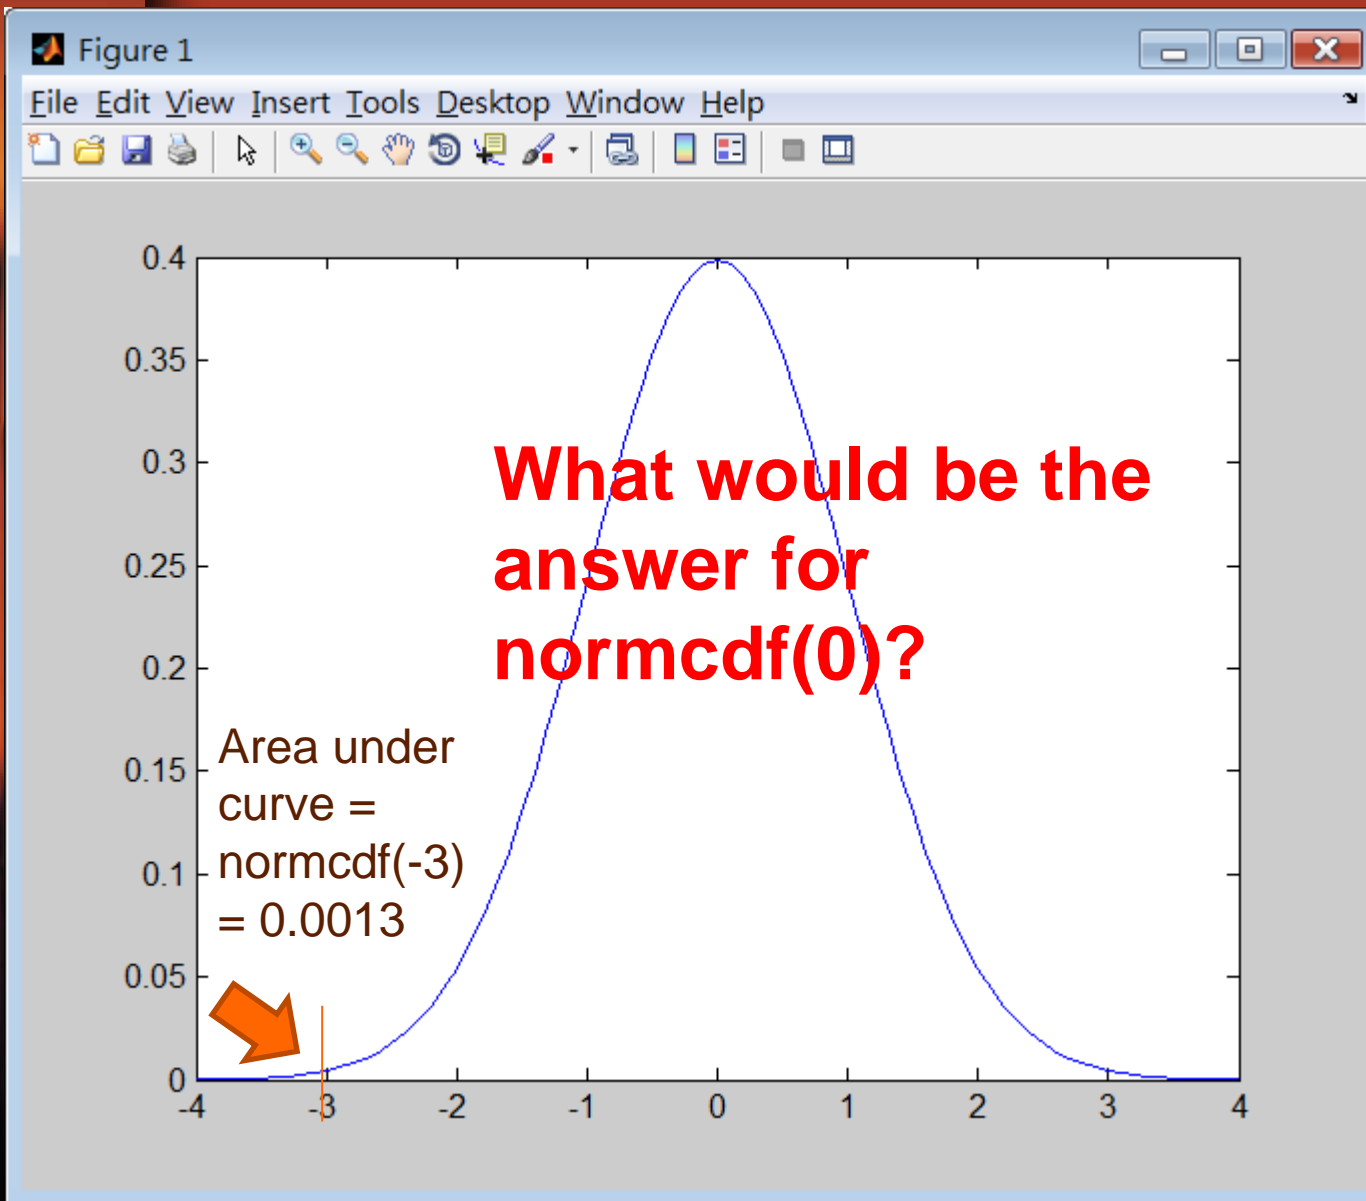 Figure 1
File Edit View Insert Tools Desktop Window Help
0.4
0.35
0.3
0.25
0.2
0.15
0.1
0.05
0
-4 -3 -2 -1 0 1 2 3 4
What would be the
answer for
normcdf(0)?
Area under
curve =
normcdf(-3)
= 0.0013